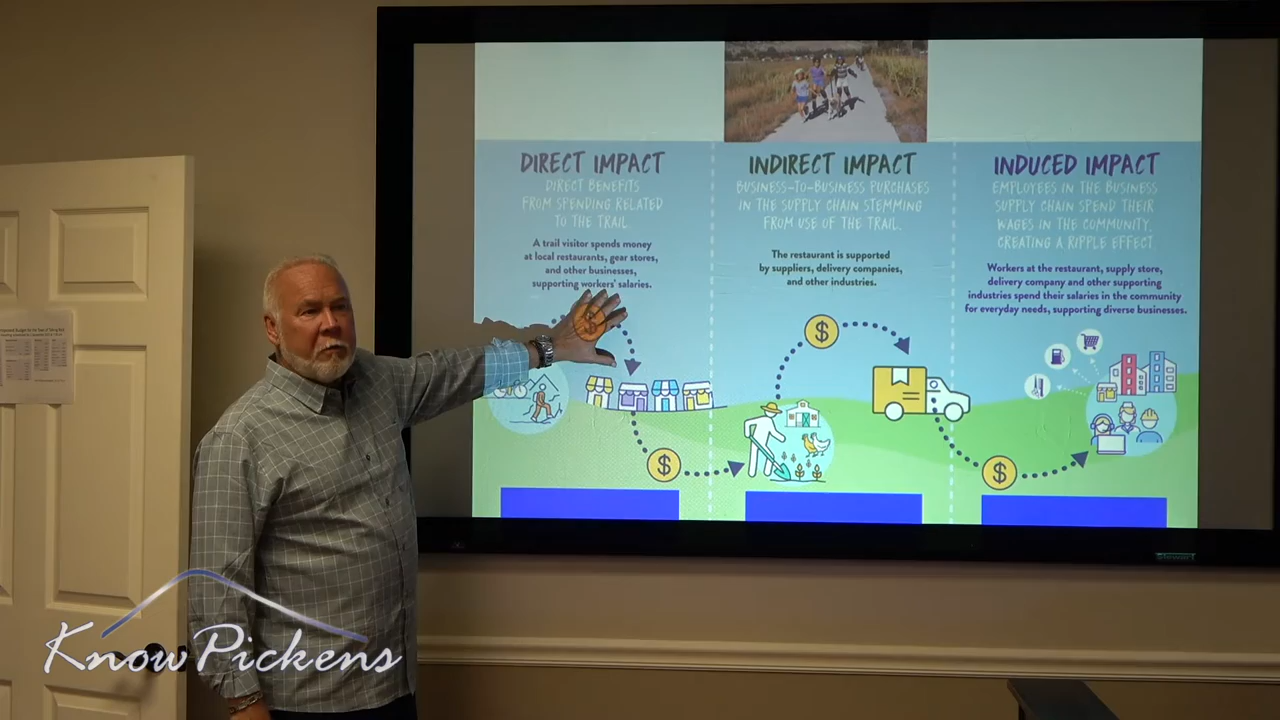 DIRECT IMPACT
DIRECT BENEFITS
FROM SPENDING RELATED
TO THE TRAIL.
A trail visitor spends money
at local restaurants, gear stores,
and other businesses,
supporting workers' salaries.
$
$
INDIRECT IMPACT
BUSINESS-TO-BUSINESS PURCHASES
IN THE SUPPLY CHAIN STEMMING
FROM USE OF THE TRAIL.
The restaurant is supported
by suppliers, delivery companies,
and other industries.
$
INDUCED IMPACT
EMPLOYEES IN THE BUSINESS
SUPPLY CHAIN SPEND THEIR
WAGES IN THE COMMUNITY,
CREATING A RIPPLE EFFECT
Workers at the restaurant, supply store,
delivery company and other supporting
industries spend their salaries in the community
for everyday needs, supporting diverse businesses.
$
KnowPickens